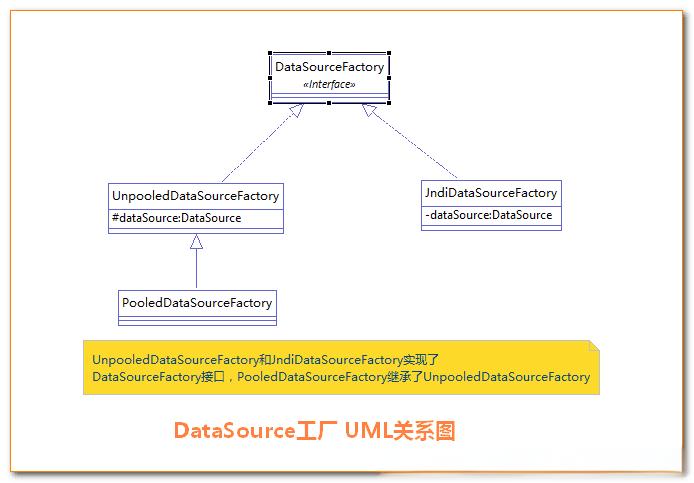 DataSourceFactory
«Interface»
UnpooledDataSourceFactory
#dataSource:DataSource
JndiDataSourceFactory
-dataSource:DataSource
PooledDataSourceFactory
UnpooledDataSourceFactory和JndiDataSourceFactory实现了
DataSourceFactory接口，PooledDataSourceFactory继承了UnpooledDataSourceFactory
DataSource工厂 UML关系图